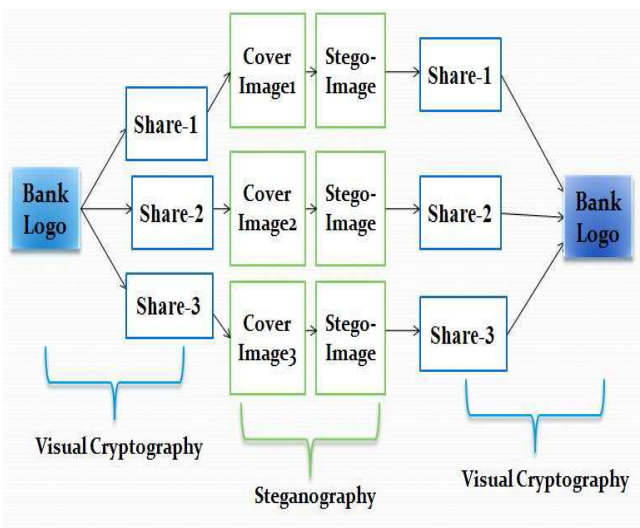 Bank
Logo
Share-1
Share-2
Share-3
Cover
Image1
Stego-
Image
Cover
Image2
Stego-
Image
Cover
Image3
Stego-
Image
Share-1
Share-2
Share-3
Bank
Logo
Visual Cryptography
Steganography
Visual Cryptography